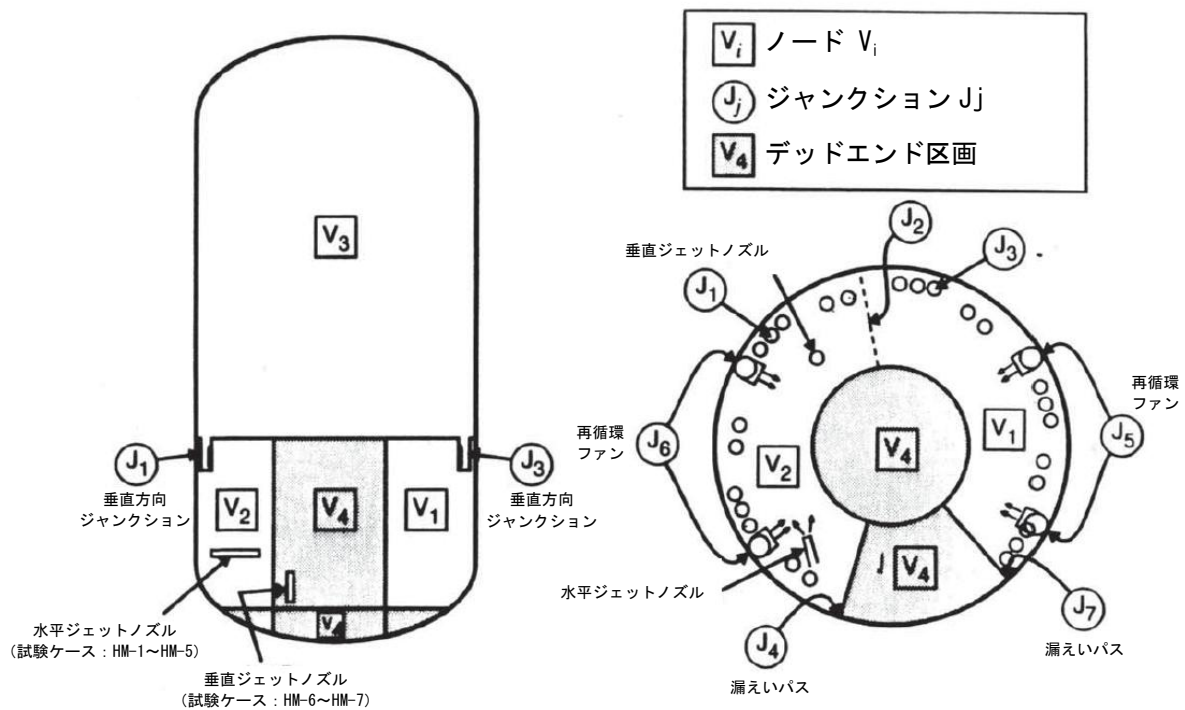 Vi ノード Vi
Jj ジャンクション Jj
V4 デッドエンド区画
V3
J1
垂直方向
ジャンクション
V2
V4
V1
J3
垂直方向
ジャンクション
V4
水平ジェットノズル
(試験ケース：HM-1～HM-5)
垂直ジェットノズル
(試験ケース：HM-6～HM-7)
垂直ジェットノズル
J1
J2
J3
再循環
ファン
J6
V2
V4
V1
J5
再循環
ファン
V4
水平ジェットノズル
J4
漏えいパス
J7
漏えいパス